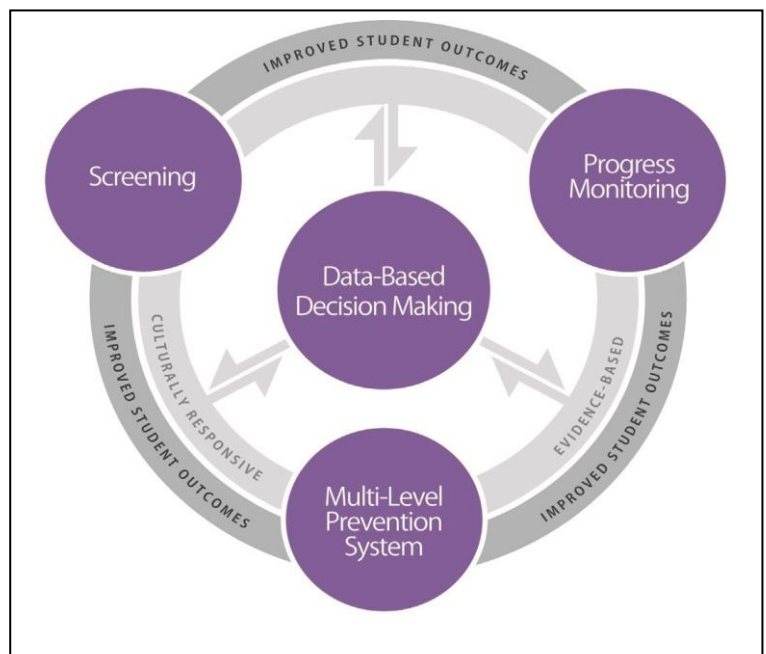 IMPROVED STUDENT OUTCOMES
Screening
Progress
Monitoring
Data-Based
Decision Making
CULTURALLY RESPONSIVE
IMPROVED STUDENT OUTCOMES
EVIDENCE-BASED
IMPROVED STUDENT OUTCOMES
Multi-Level
Prevention
System